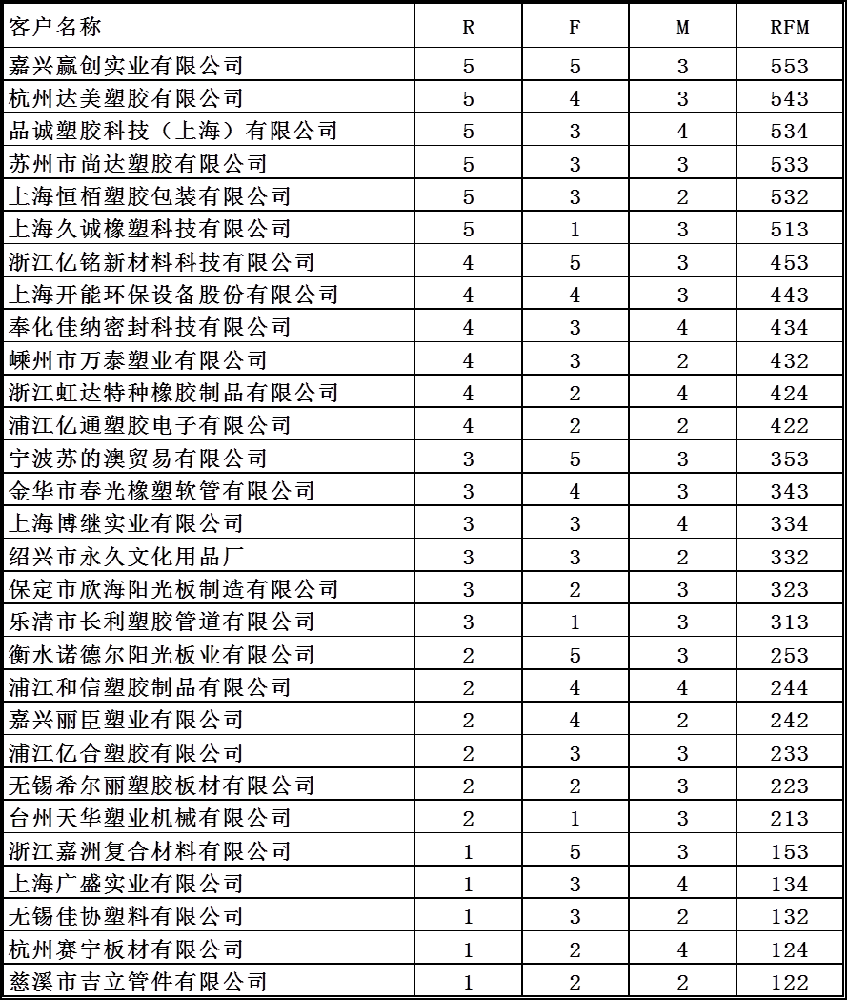 客户名称 R F M RFM
嘉兴赢创实业有限公司 5 5 3 553
杭州达美塑胶有限公司 5 4 3 543
品诚塑胶科技（上海）有限公司 5 3 4 534
苏州市尚达塑胶有限公司 5 3 3 533
上海恒栢塑胶包装有限公司 5 3 2 532
上海久诚橡塑科技有限公司 5 1 3 513
浙江亿铭新材料科技有限公司 4 5 3 453
上海开能环保设备股份有限公司 4 4 3 443
奉化佳纳密封科技有限公司 4 3 4 434
嵊州市万泰塑业有限公司 4 3 2 432
浙江虹达特种橡胶制品有限公司 4 2 4 424
浦江亿通塑胶电子有限公司 4 2 2 422
宁波苏的澳贸易有限公司 3 5 3 353
金华市春光橡塑软管有限公司 3 4 3 343
上海博继实业有限公司 3 3 4 334
绍兴市永久文化用品厂 3 3 2 332
保定市欣海阳光板制造有限公司 3 2 3 323
乐清市长利塑胶管道有限公司 3 1 3 313
衡水诺德尔阳光板业有限公司 2 5 3 253
浦江和信塑胶制品有限公司 2 4 4 244
嘉兴丽臣塑业有限公司 2 4 2 242
浦江亿合塑胶有限公司 2 3 3 233
无锡希尔丽塑胶板材有限公司 2 2 3 223
台州天华塑业机械有限公司 2 1 3 213
浙江嘉洲复合材料有限公司 1 5 3 153
上海广盛实业有限公司 1 3 4 134
无锡佳协塑料有限公司 1 3 2 132
杭州赛宁板材有限公司 1 2 4 124
慈溪市吉立管件有限公司 1 2 2 122